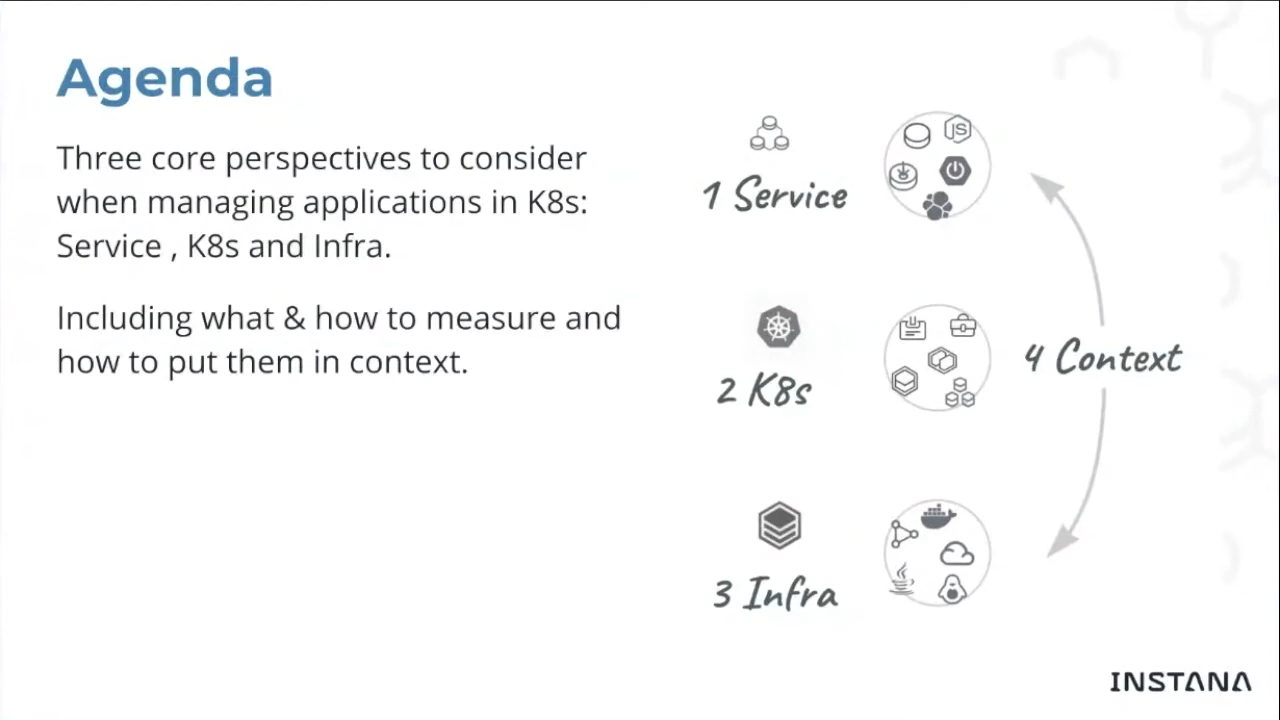 Agenda
Three core perspectives to consider
when managing applications in K8s:
Service , K8s and Infra.
Including what & how to measure and
how to put them in context.
JS
1 Service
2 K8s
4 Context
3 Infra
INSTANA